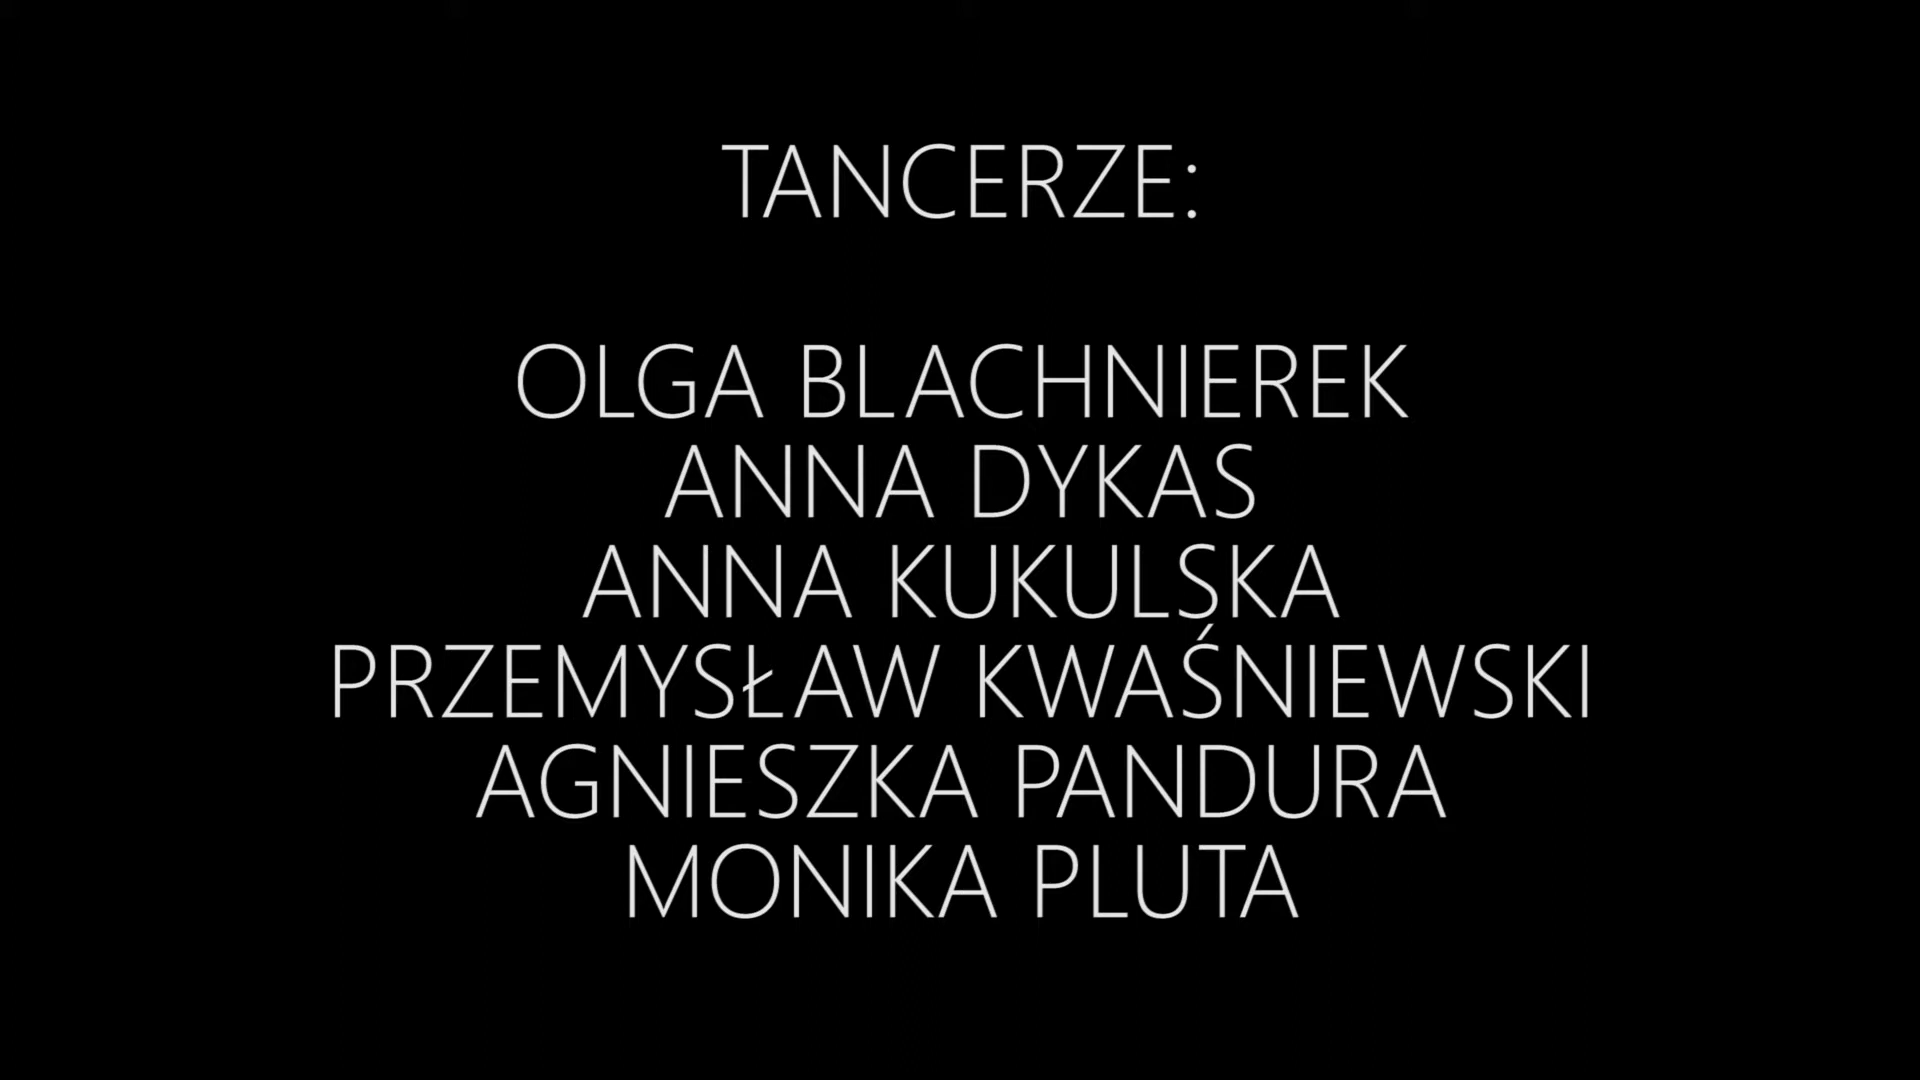 TANCERZE:
OLGA BLACHNIEREK
ANNA DYKAS
ANNA KUKULSKA
PRZEMYSŁAW KWAŚNIEWSKI
AGNIESZKA PANDURA
MONIKA PLUTA